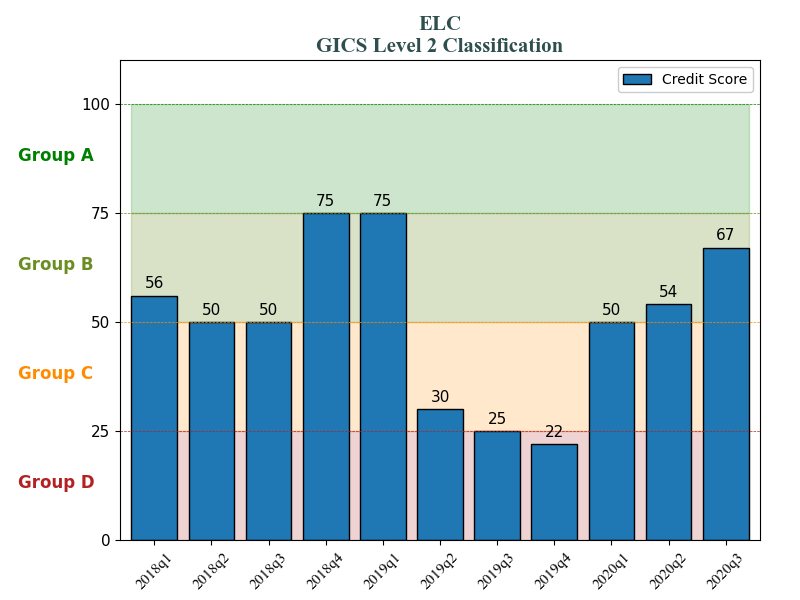 ELC
GICS Level 2 Classification
Credit Score
100
Group A
75 75
75
67
Group B
56
54
50 50
50
50
30
Group C
25
22
25
Group D
0
2018q1 2018q2 2018q3 2018q4 2019q1 2019q2 2019q3 2019q4 2020q1 2020q2 2020q3